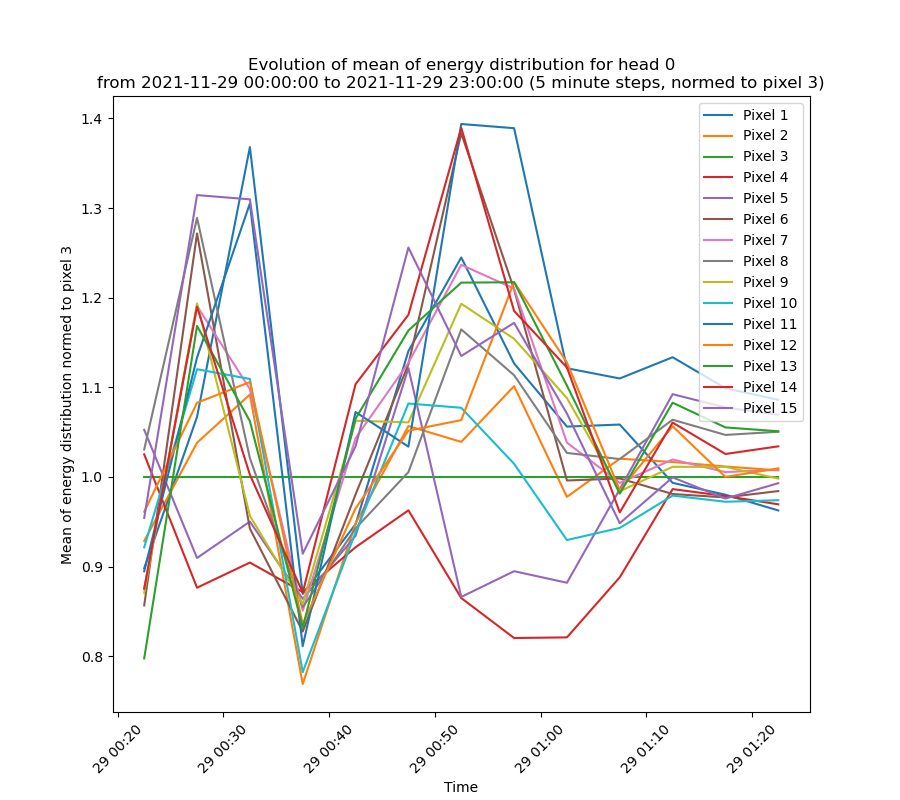 Evolution of mean of energy distribution for head 0
from 2021-11-29 00:00:00 to 2021-11-29 23:00:00 (5 minute steps, normed to pixel 3)
Mean of energy distribution normed to pixel 3
1.4
1.3
1.2
1.1
1.0
0.9
0.8
Pixel 1
Pixel 2
Pixel 3
Pixel 4
Pixel 5
Pixel 6
Pixel 7
Pixel 8
Pixel 9
Pixel 10
Pixel 11
Pixel 12
Pixel 13
Pixel 14
Pixel 15
29 00:20
29 00:30
29 00:40
29 00:50
29 01:00
29 01:10
29 01:20
Time